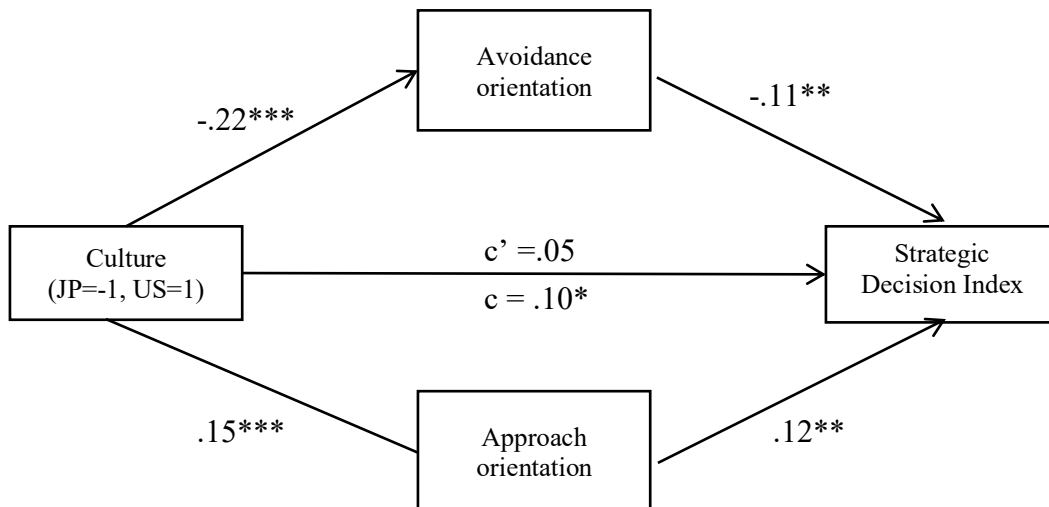 Avoidance
orientation
-.22***
-.11**
Culture
(JP=-1, US=1)
c’ =.05
c = .10*
Strategic
Decision Index
.15***
Approach
orientation
.12**